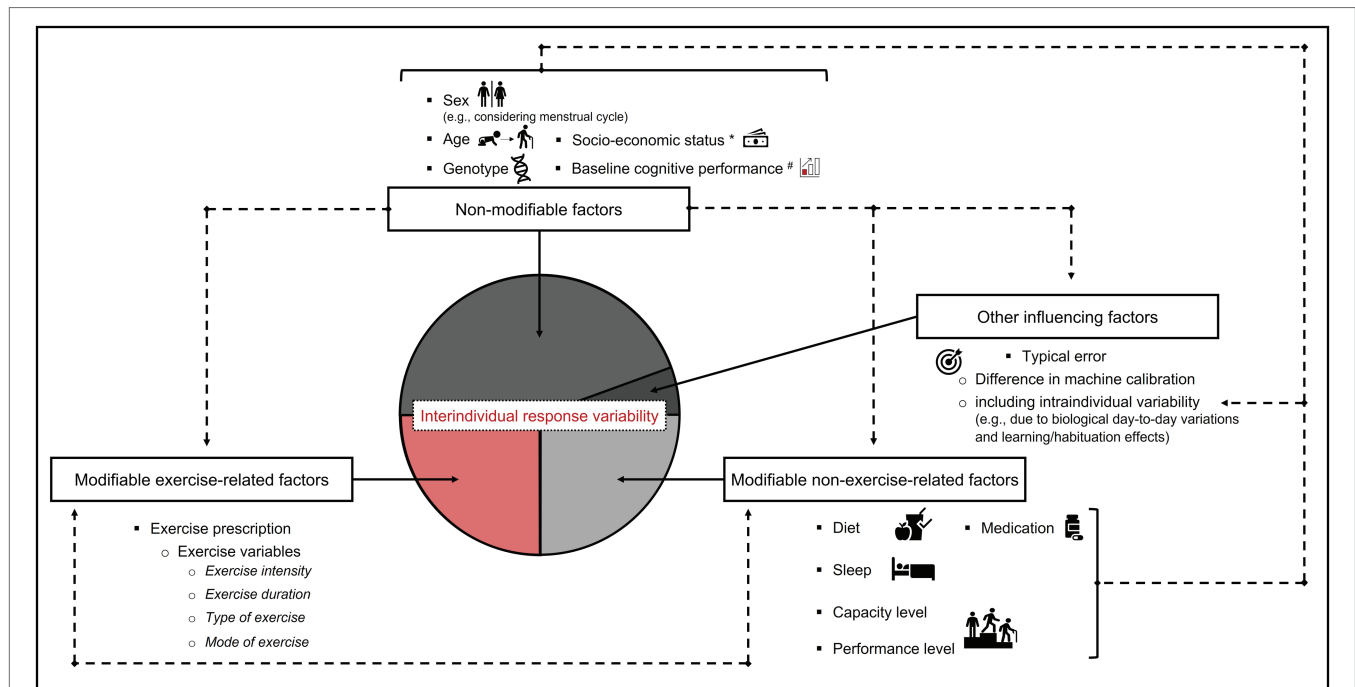 Sex
(e.g., considering menstrual cycle)
Age
Socio-economic status *
Genotype
Baseline cognitive performance #
Non-modifiable factors
Other influencing factors
Typical error
Difference in machine calibration
including intraindividual variability
(e.g., due to biological day-to-day variations
and learning/habituation effects)
Interindividual response variability
Modifiable exercise-related factors
Exercise prescription
Exercise variables
Exercise intensity
Exercise duration
Type of exercise
Mode of exercise
Modifiable non-exercise-related factors
Diet
Medication
Sleep
Capacity level
Performance level